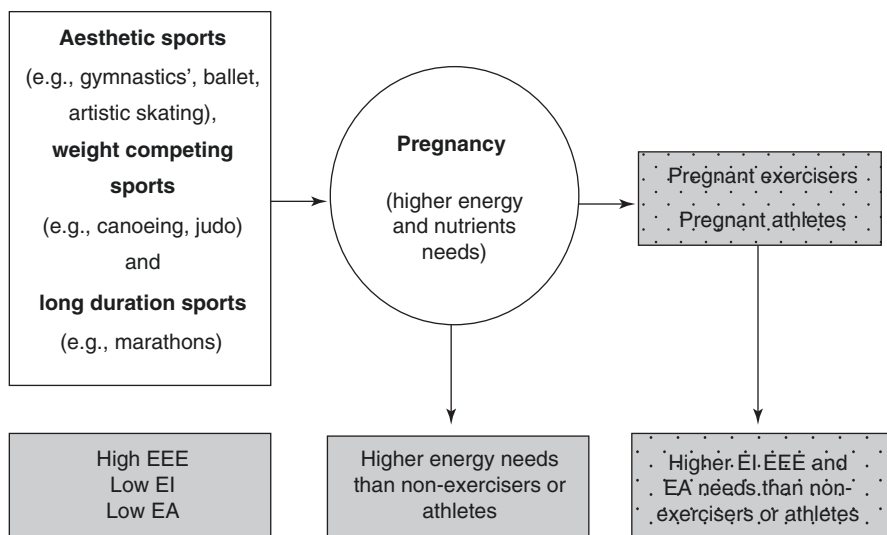 Aesthetic sports
(e.g., gymnastics', ballet,
artistic skating),
weight competing
sports
(e.g., canoeing, judo)
and
long duration sports
(e.g., marathons)
Pregnancy
(higher energy
and nutrients
needs)
Pregnant exercisers
Pregnant athletes
High EEE
Low EI
Low EA
Higher energy needs
than non-exercisers or
athletes
Higher EI EEE and
EA needs than non-
exercisers or athletes